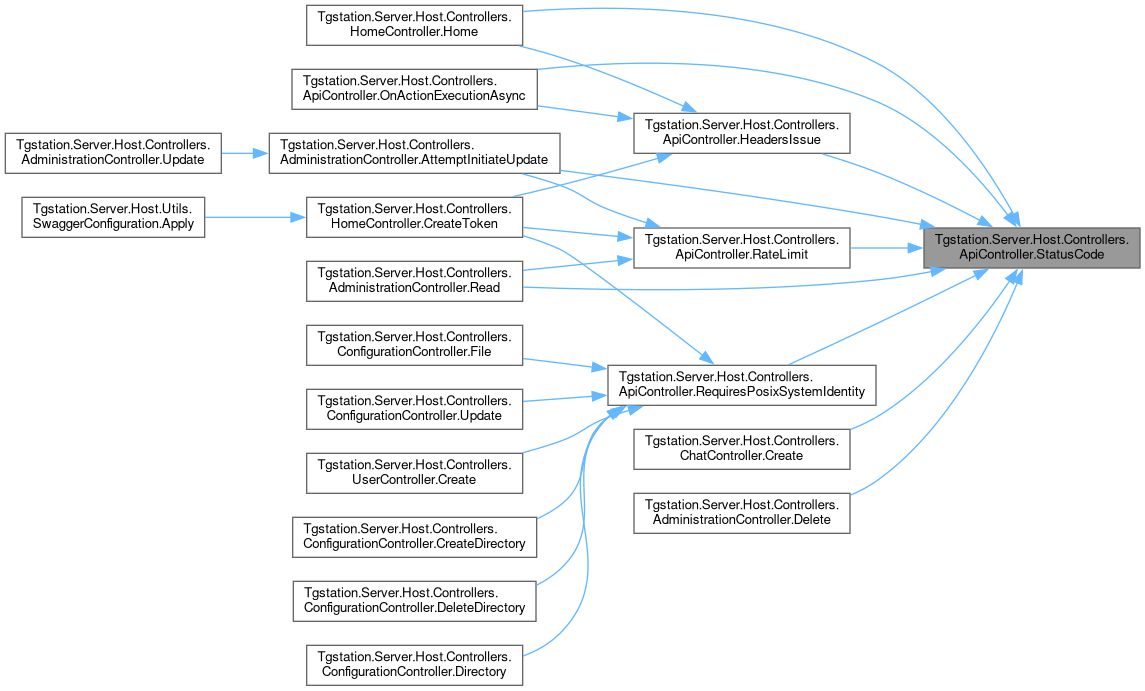 Tgstation.Server.Host.Controllers.
HomeController.Home
Tgstation.Server.Host.Controllers.
ApiController.OnActionExecutionAsync
Tgstation.Server.Host.Controllers.
ApiController.HeadersIssue
Tgstation.Server.Host.Controllers.
AdministrationController.Update
Tgstation.Server.Host.Controllers.
AdministrationController.AttemptInitiateUpdate
Tgstation.Server.Host.Utils.
SwaggerConfiguration.Apply
Tgstation.Server.Host.Controllers.
HomeController.CreateToken
Tgstation.Server.Host.Controllers.
ApiController.RateLimit
Tgstation.Server.Host.Controllers.
ApiController.StatusCode
Tgstation.Server.Host.Controllers.
AdministrationController.Read
Tgstation.Server.Host.Controllers.
ConfigurationController.File
Tgstation.Server.Host.Controllers.
ApiController.RequiresPosixSystemIdentity
Tgstation.Server.Host.Controllers.
ConfigurationController.Update
Tgstation.Server.Host.Controllers.
ChatController.Create
Tgstation.Server.Host.Controllers.
UserController.Create
Tgstation.Server.Host.Controllers.
AdministrationController.Delete
Tgstation.Server.Host.Controllers.
ConfigurationController.CreateDirectory
Tgstation.Server.Host.Controllers.
ConfigurationController.DeleteDirectory
Tgstation.Server.Host.Controllers.
ConfigurationController.Directory